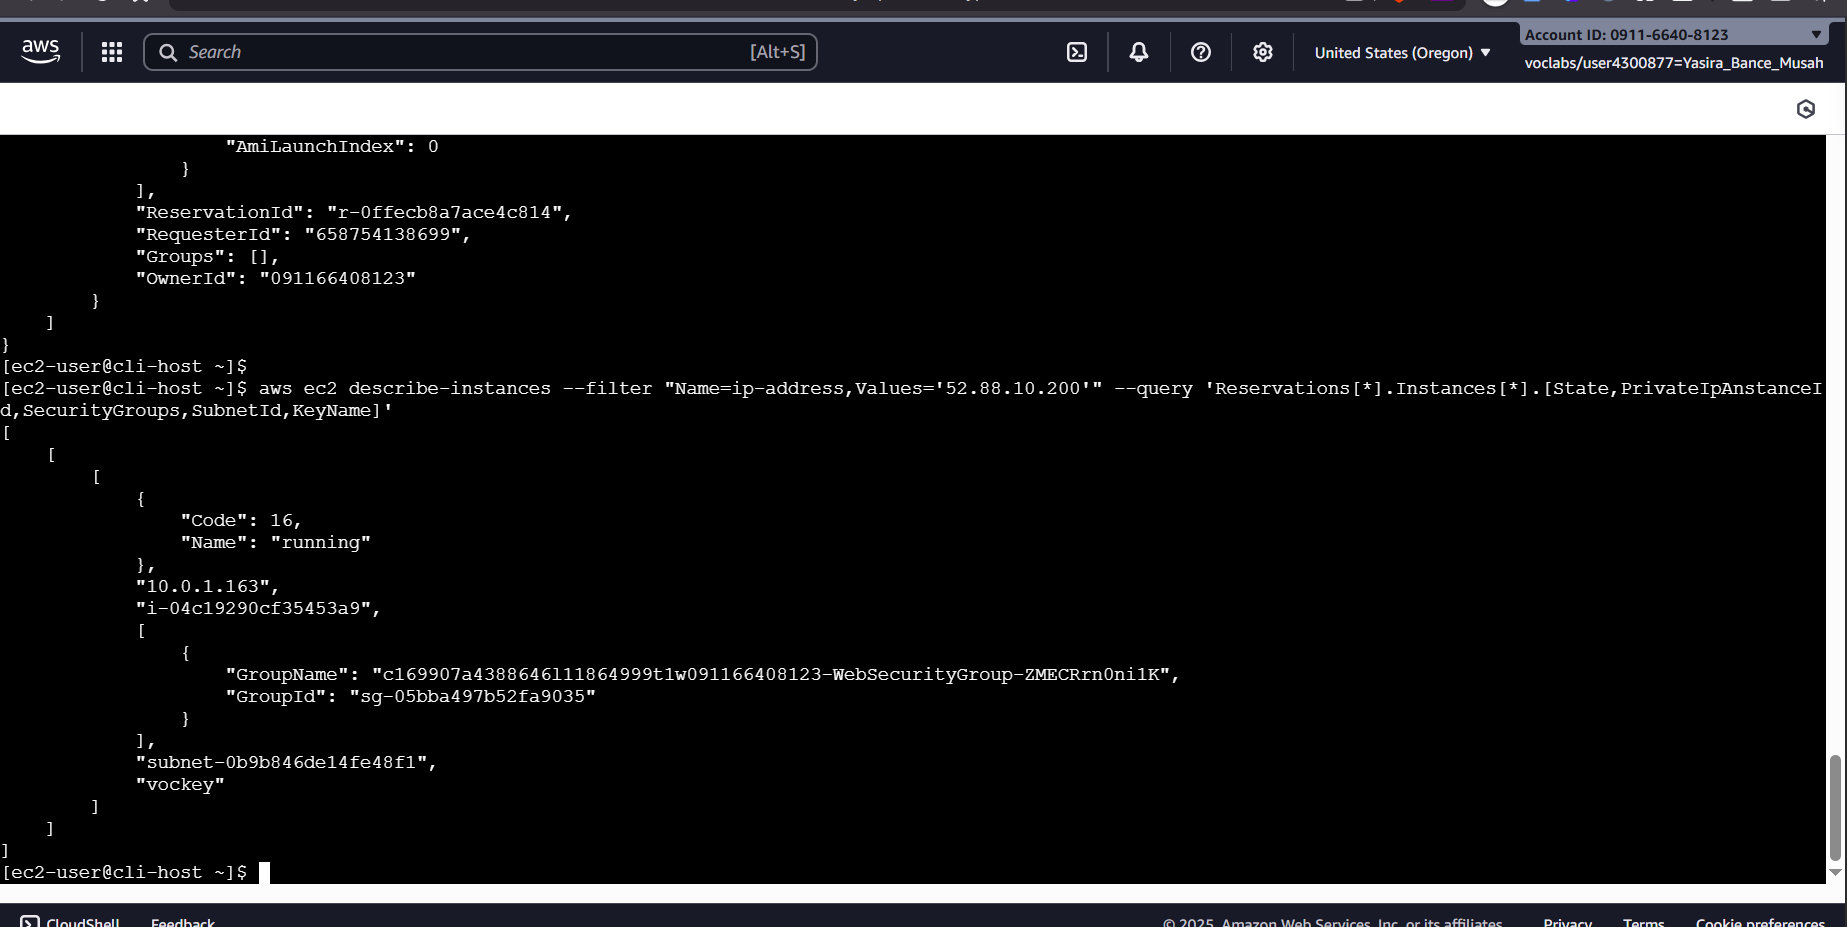 aws
Search [Alt+S]
United States (Oregon) ▼
Account ID: 0911-6640-8123
voclabs/user4300877=Yasira_Bance_Musah
"AmiLaunchIndex": 0
}
],
"ReservationId": "r-0ffecb8a7ace4c814",
"RequesterId": "658754138699",
"Groups": [],
"OwnerId": "091166408123"
}
]
}
[ec2-user@cli-host ~]$
[ec2-user@cli-host ~]$ aws ec2 describe-instances --filter "Name=ip-address,Values='52.88.10.200'" --query 'Reservations[*].Instances[*].[State,PrivateIpAnstanceI
d,SecurityGroups,SubnetId,KeyName]'
[
[
[
{
"Code": 16,
"Name": "running"
},
"10.0.1.163",
"i-04c19290cf35453a9",
[
{
"GroupName": "c169907a4388646l11864999t1w091166408123-WebSecurityGroup-ZMECRrn0ni1K",
"GroupId": "sg-05bba497b52fa9035"
}
],
"subnet-0b9b846de14fe48f1",
"vockey"
]
]
]
[ec2-user@cli-host ~]$
CloudShell Feedback © 2025, Amazon Web Services, Inc. or its affiliates. Privacy Terms Cookie preferences